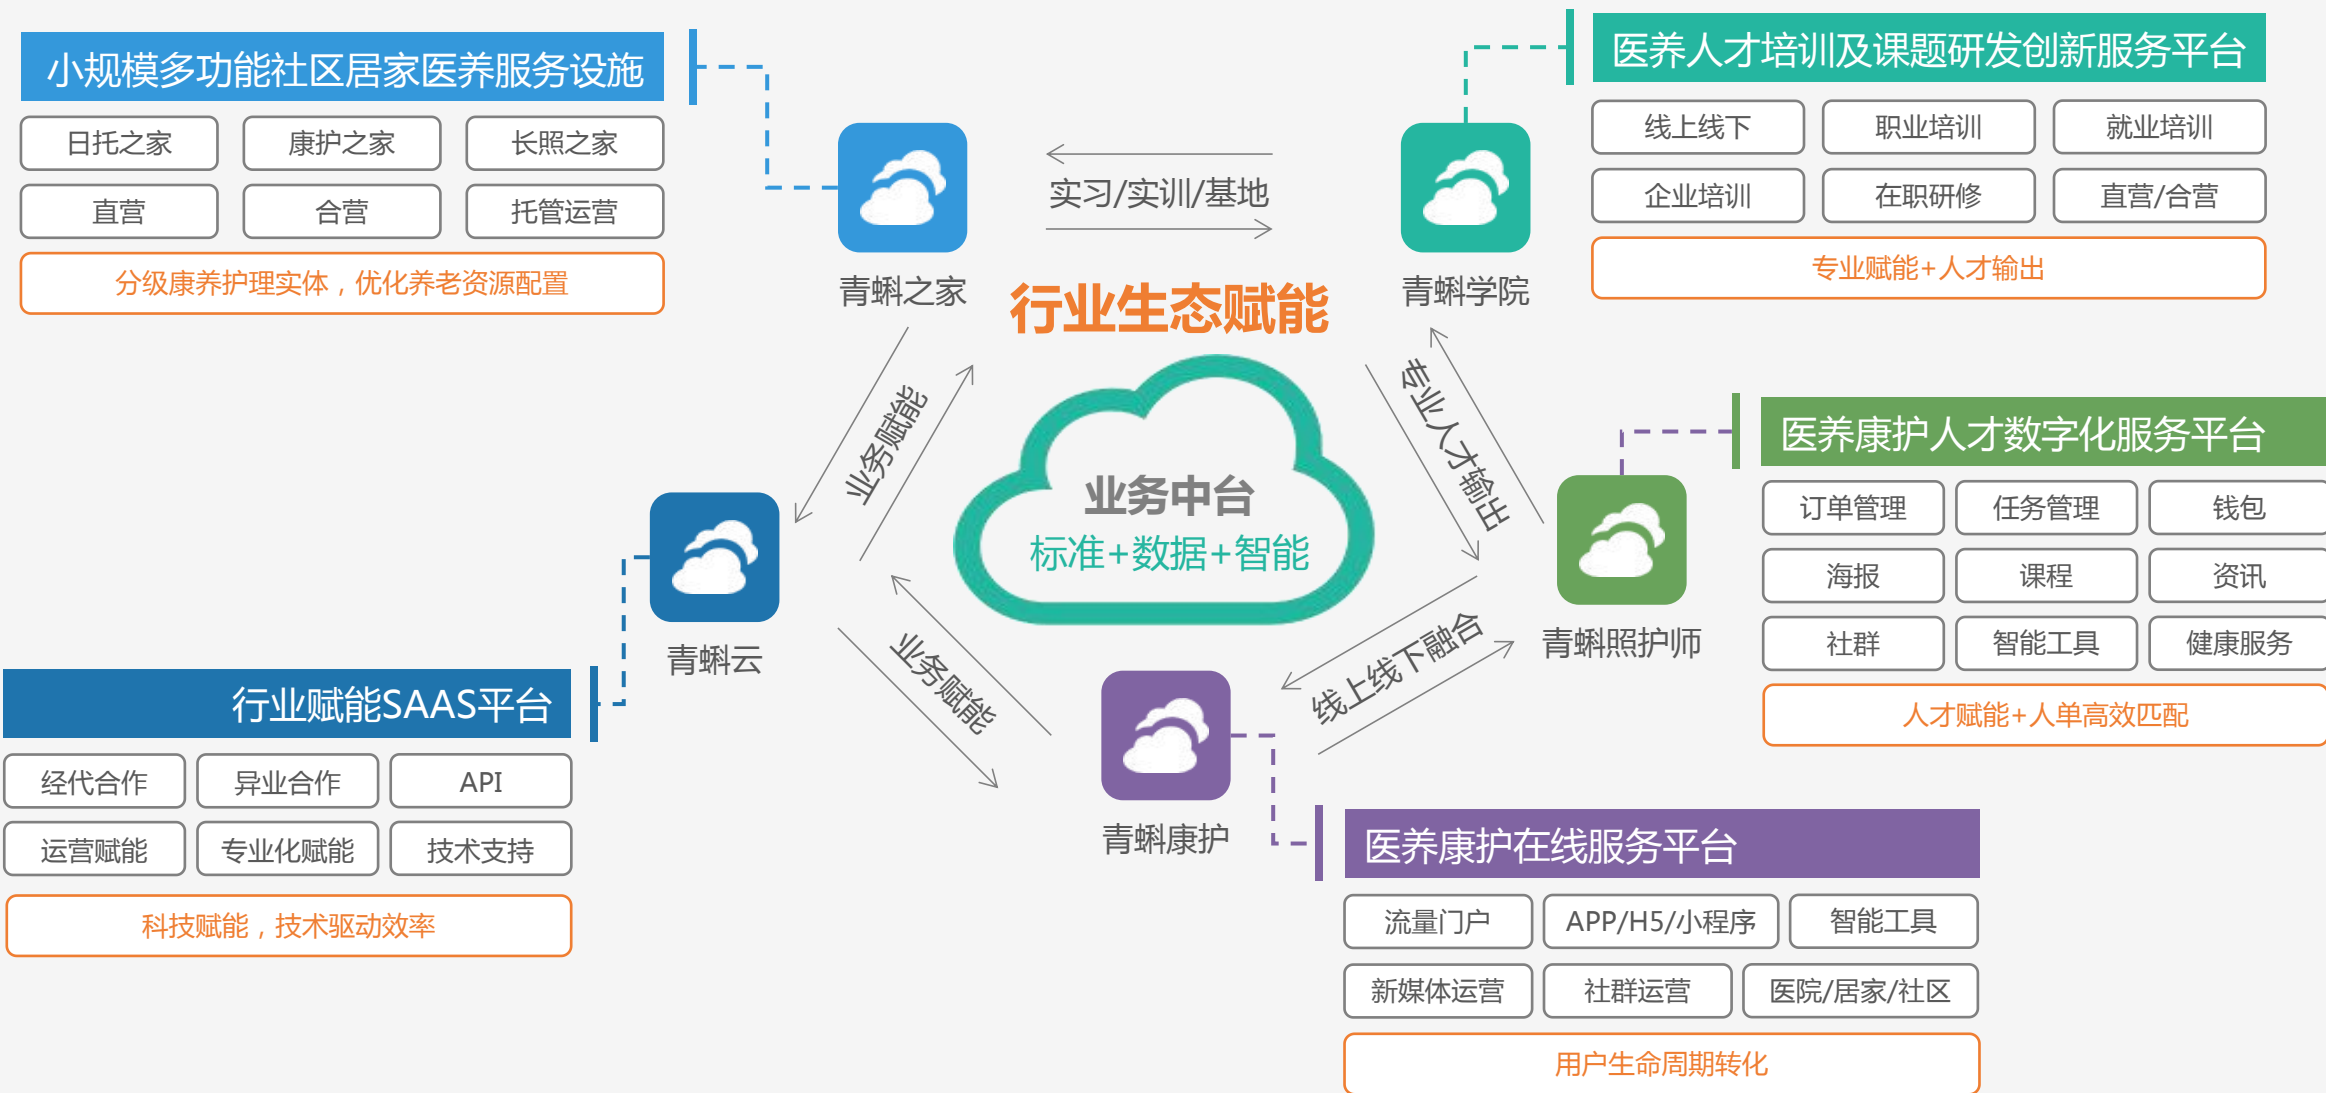 小规模多功能社区居家医养服务设施
日托之家
康护之家
长照之家
直营
合营
托管运营
分级康养护理实体，优化养老资源配置
医养人才培训及课题研发创新服务平台
线上线下
职业培训
就业培训
企业培训
在职研修
直营/合营
专业赋能+人才输出
青蝌之家
实习/实训/基地
青蝌学院
行业生态赋能
业务赋能
专业人才输出
业务中台
标准+数据+智能
医养康护人才数字化服务平台
订单管理
任务管理
钱包
海报
课程
资讯
社群
智能工具
健康服务
人才赋能+人单高效匹配
青蝌照护师
青蝌云
业务赋能
线上线下融合
行业赋能SAAS平台
经代合作
异业合作
API
运营赋能
专业化赋能
技术支持
科技赋能，技术驱动效率
青蝌康护
医养康护在线服务平台
流量门户
APP/H5/小程序
智能工具
新媒体运营
社群运营
医院/居家/社区
用户生命周期转化